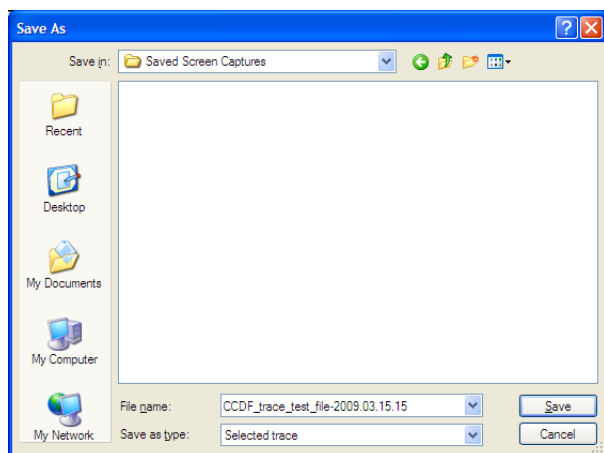 Save As
Save in: Saved Screen Captures
Recent
Desktop
My Documents
My Computer
My Network
File name: CCDF_trace_test_file-2009.03.15.15 Save
Save as type: Selected trace Cancel